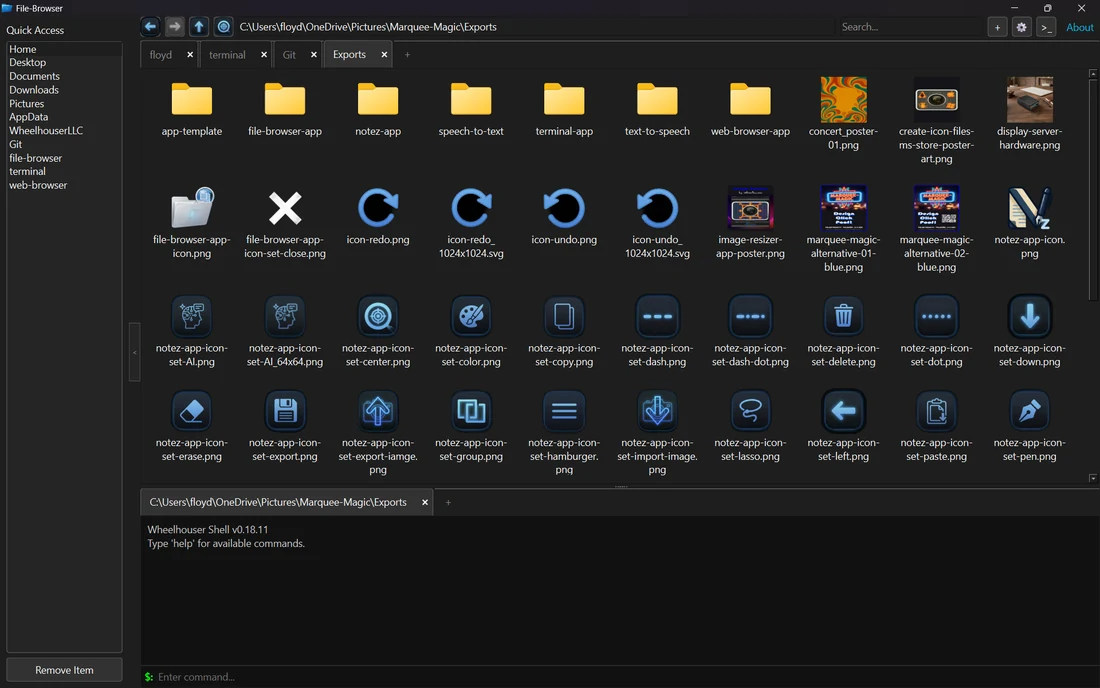 File-Browser
Quick Access
C:\Users\floyd\OneDrive\Pictures\Marquee-Magic\Exports
Search...
+
>_
About
Home
Desktop
Documents
Downloads
Pictures
AppData
WheelhouserLLC
Git
file-browser
terminal
web-browser
Remove Item
floyd
terminal
Git
Exports
+
app-template
file-browser-app
notez-app
speech-to-text
terminal-app
text-to-speech
web-browser-app
concert_poster-
01.png
create-icon-files-
ms-store-poster-
art.png
display-server-
hardware.png
file-browser-app-
icon.png
file-browser-app-
icon-set-close.png
icon-redo.png
icon-redo_
1024x1024.svg
icon-undo.png
icon-undo_
1024x1024.svg
image-resizer-
app-poster.png
MARQUEE
MAGIC
Design
Click
Peel!
marquee-magic-
alternative-01-
blue.png
MARQUEE
MAGIC
Design
Click
Peel!
marquee-magic-
alternative-02-
blue.png
notez-app-icon.
png
notez-app-icon-
set-AI.png
notez-app-icon-
set-AI_64x64.png
notez-app-icon-
set-center.png
notez-app-icon-
set-color.png
notez-app-icon-
set-copy.png
notez-app-icon-
set-dash.png
notez-app-icon-
set-dash-dot.png
notez-app-icon-
set-delete.png
notez-app-icon-
set-dot.png
notez-app-icon-
set-down.png
notez-app-icon-
set-erase.png
notez-app-icon-
set-export.png
notez-app-icon-
set-export-iamge.
png
notez-app-icon-
set-group.png
notez-app-icon-
set-hamburger.
png
notez-app-icon-
set-import-image.
png
notez-app-icon-
set-lasso.png
notez-app-icon-
set-left.png
notez-app-icon-
set-paste.png
notez-app-icon-
set-pen.png
C:\Users\floyd\OneDrive\Pictures\Marquee-Magic\Exports
+
Wheelhouser Shell v0.18.11
Type 'help' for available commands.
$: Enter command...